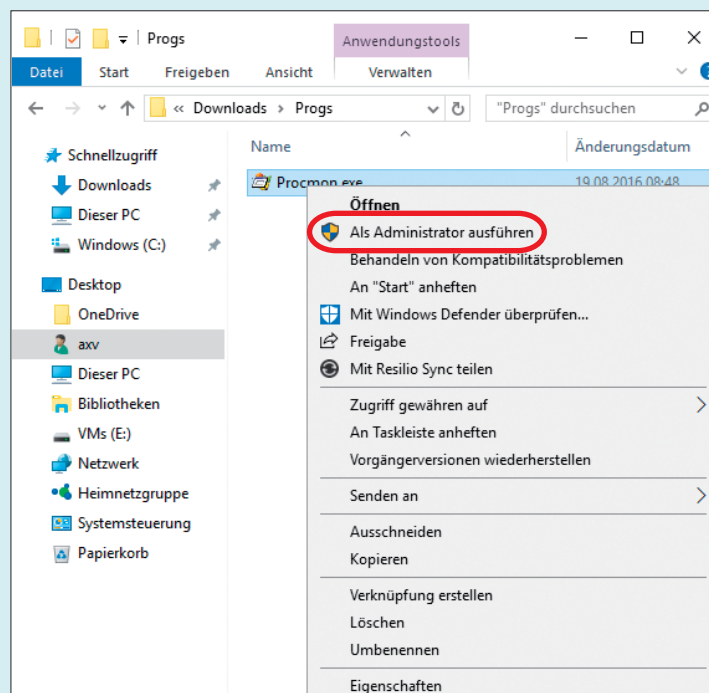 Progs
Anwendungstools
Datei Start Freigeben Ansicht Verwalten
« Downloads > Progs
"Progs" durchsuchen
Name
Änderungsdatum
Schnellzugriff
Downloads
Dieser PC
Windows (C:)
Desktop
OneDrive
axv
Dieser PC
Bibliotheken
VMs (E:)
Netzwerk
Heimnetzgruppe
Systemsteuerung
Papierkorb
Procmon.exe
19.08.2016 08:48
Öffnen
Als Administrator ausführen
Behandeln von Kompatibilitätsproblemen
An "Start" anheften
Mit Windows Defender überprüfen...
Freigabe
Mit Resilio Sync teilen
Zugriff gewähren auf
An Taskleiste anheften
Vorgängerversionen wiederherstellen
Senden an
Ausschneiden
Kopieren
Verknüpfung erstellen
Löschen
Umbenennen
Eigenschaften